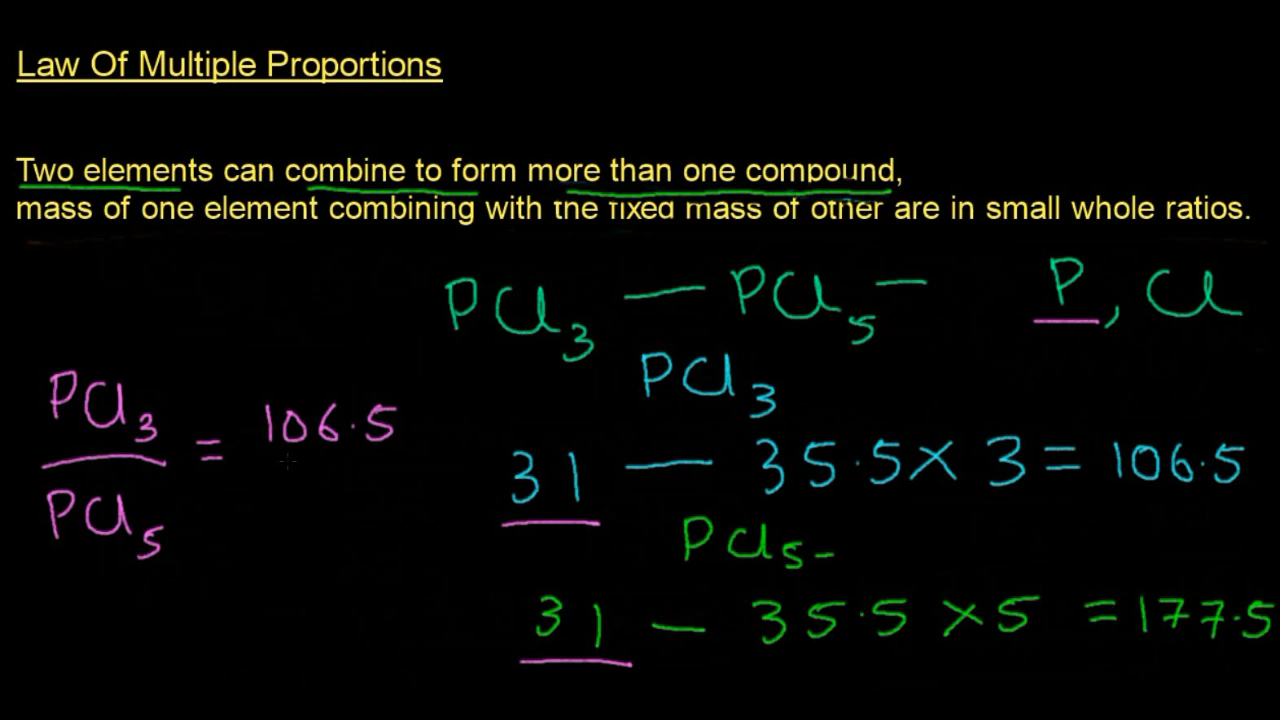 Law Of Multiple Proportions
Two elements can combine to form more than one compound,
mass of one element combining with the fixed mass of other are in small whole ratios.
PCl₃ — PCl₅ — P, Cl
PCl₃
31 — 35.5 × 3 = 106.5
PCl₅ -
31 — 35.5 × 5 = 177.5
PCl₃
= 106.5
PCl₅